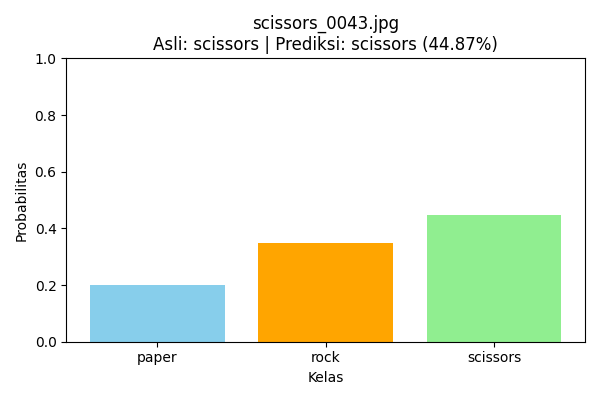 scissors_0043.jpg
Asli: scissors | Prediksi: scissors (44.87%)
1.0
0.8
0.6
0.4
0.2
0.0
Probabilitas
paper rock scissors
Kelas